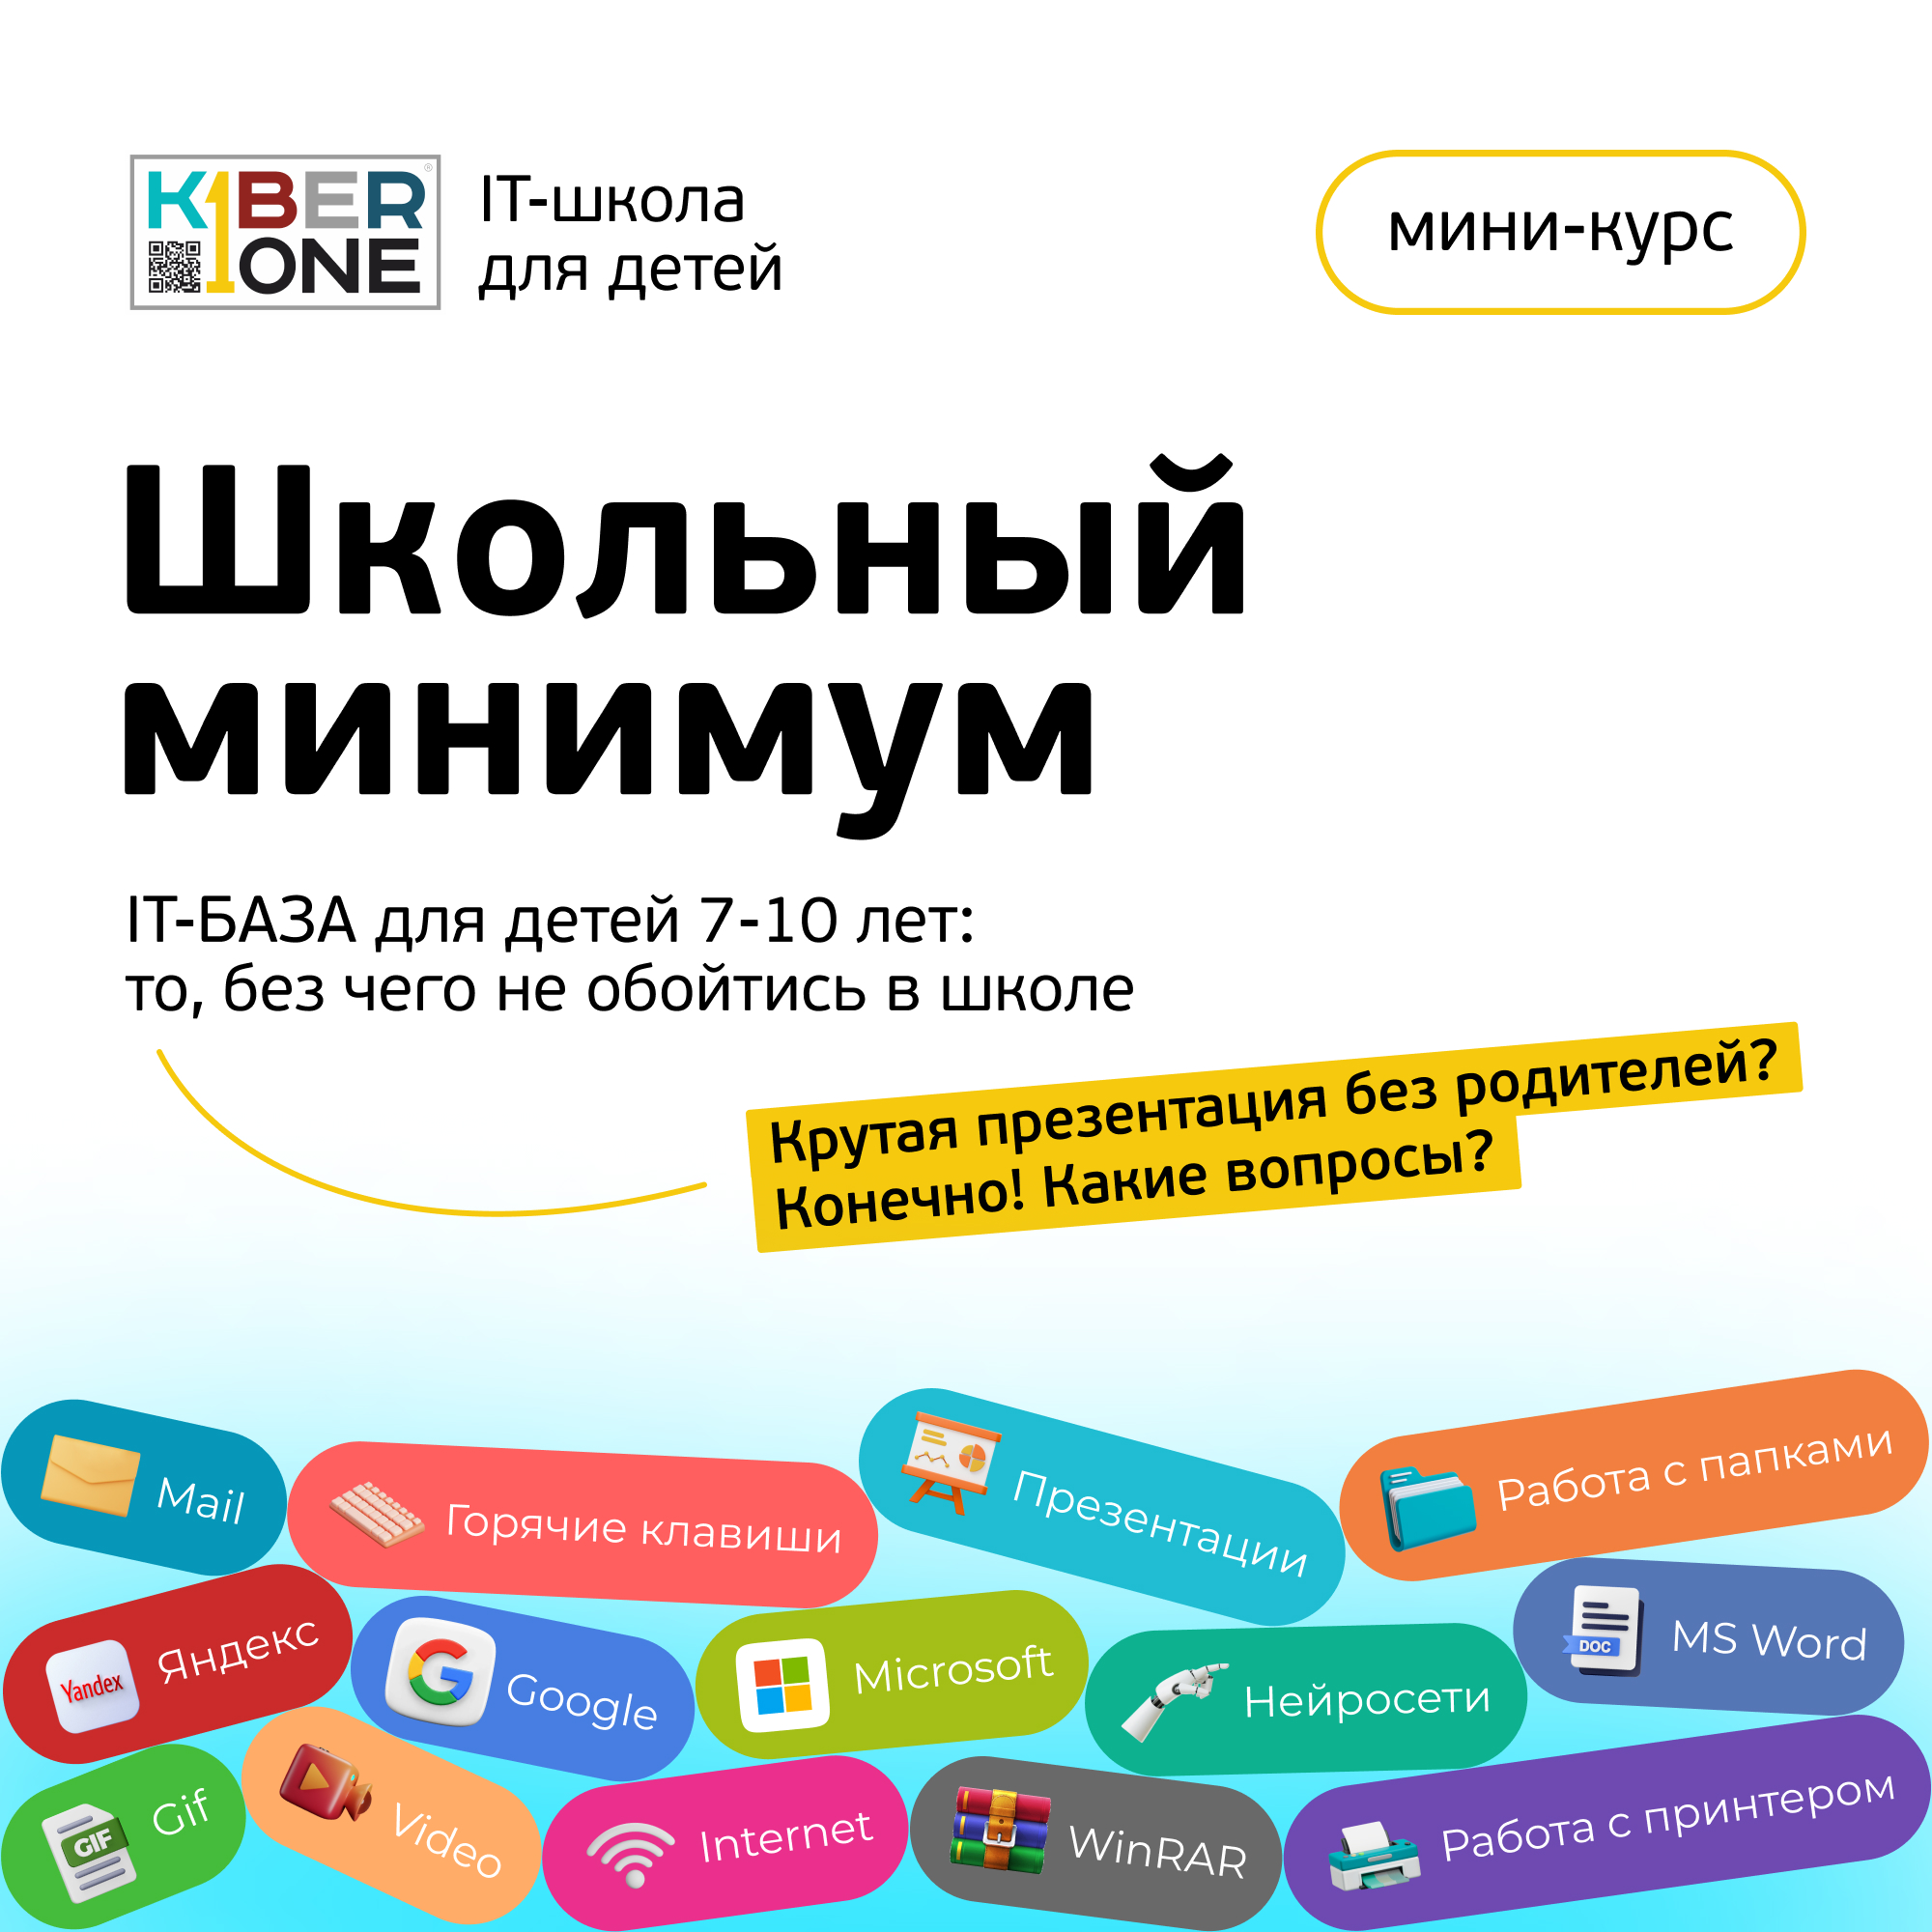 K1BER
ONE
®
IT-школа
для детей
мини-курс
Школьный
минимум
IT-БАЗА для детей 7-10 лет:
то, без чего не обойтись в школе
Крутая презентация без родителей?
Конечно! Какие вопросы?
Mail
Горячие клавиши
Презентации
Работа с папками
Yandex
Яндекс
Google
Microsoft
Нейросети
DOC
MS Word
GIF
Gif
Video
Internet
WinRAR
Работа с принтером